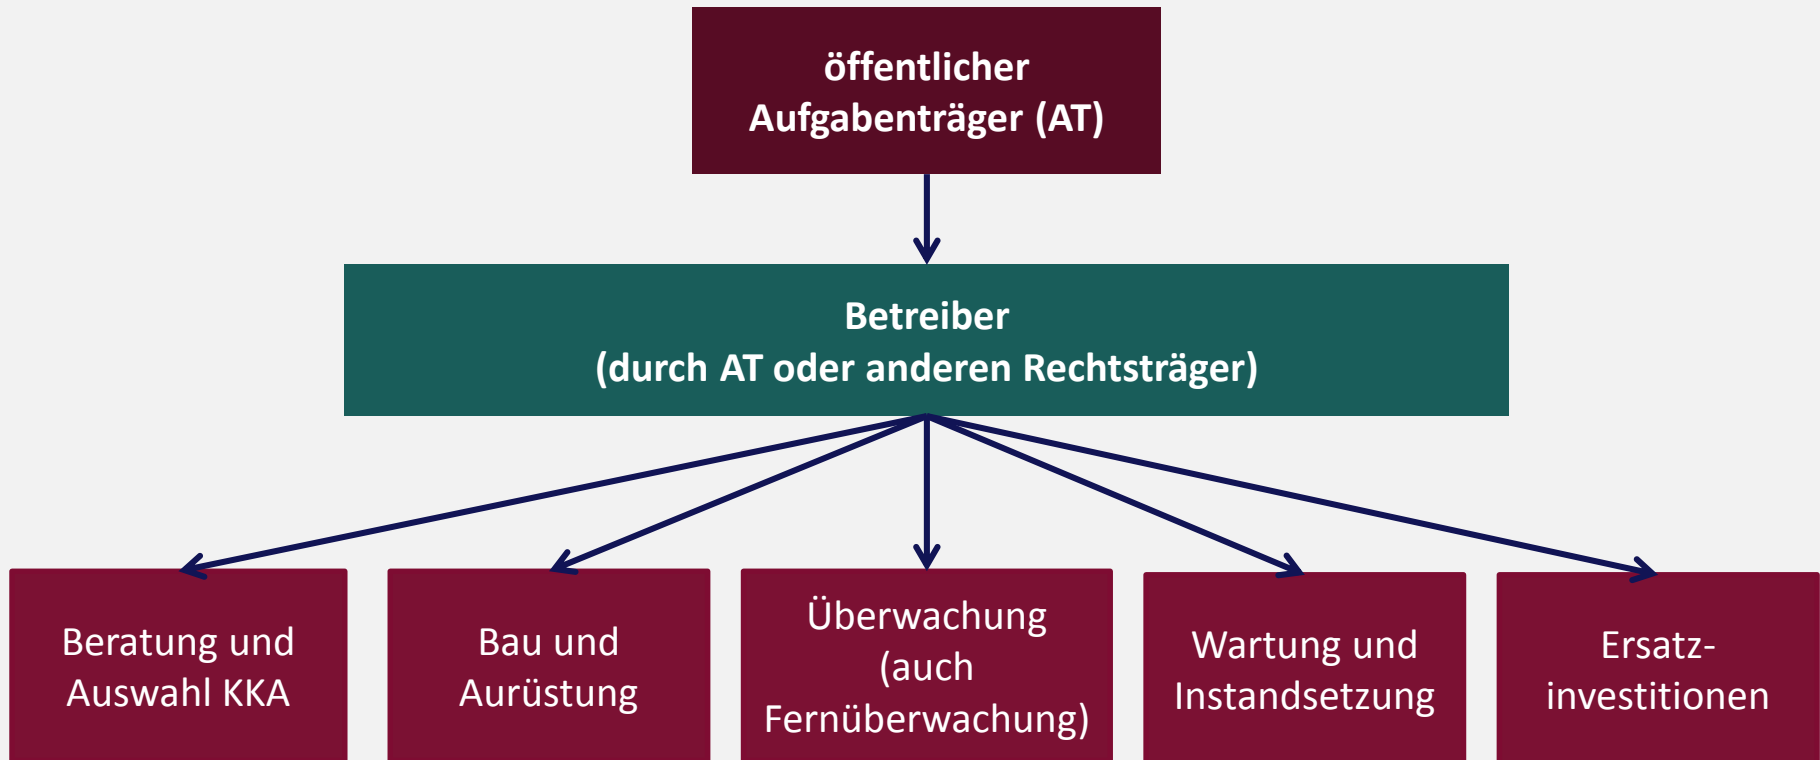 öffentlicher
Aufgabenträger (AT)
Betreiber
(durch AT oder anderen Rechtsträger)
Beratung und
Auswahl KKA
Bau und
Aurüstung
Überwachung
(auch
Fernüberwachung)
Wartung und
Instandsetzung
Ersatz-
investitionen